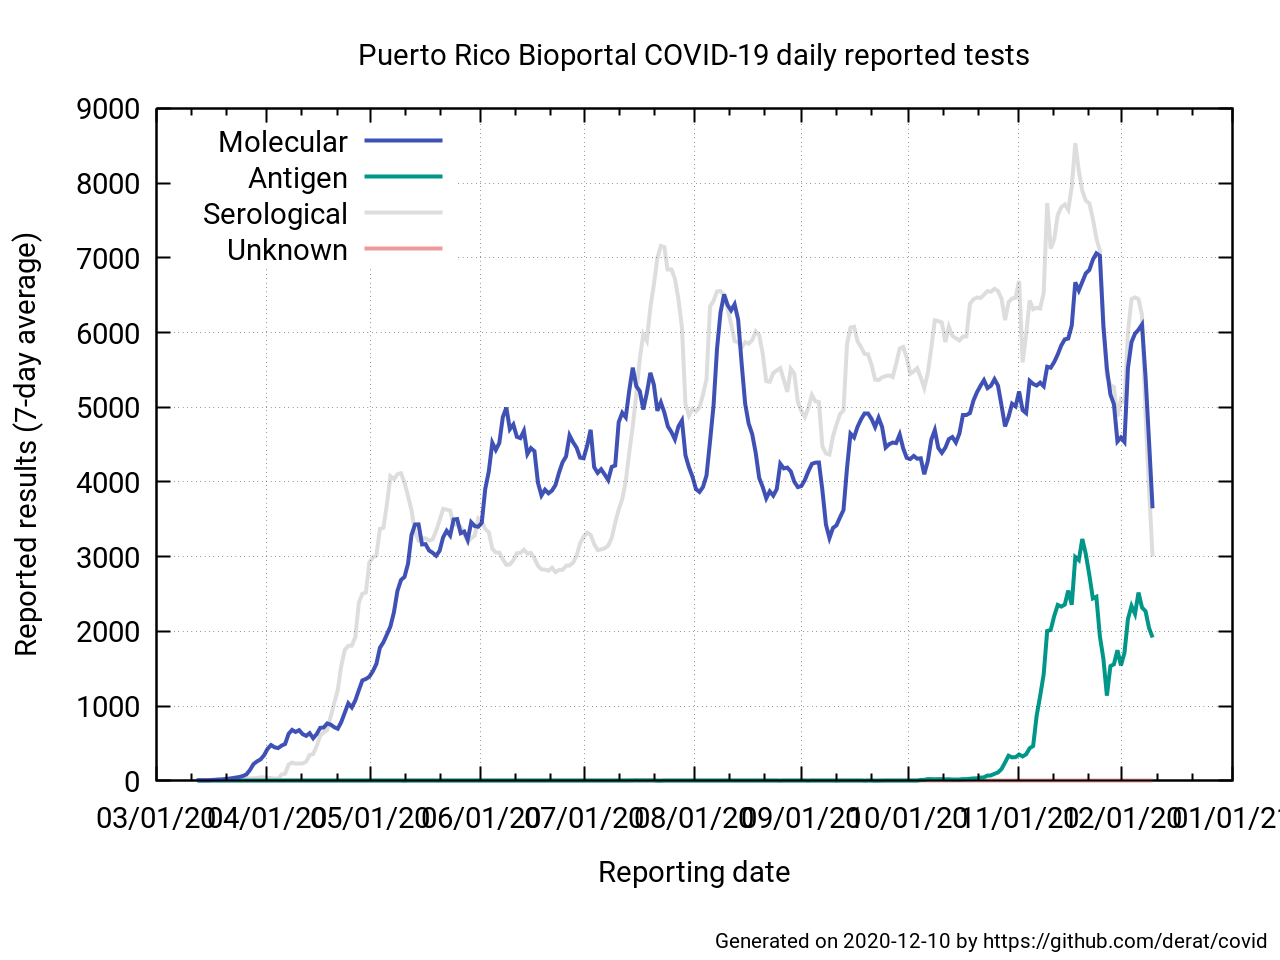 Puerto Rico Bioportal COVID-19 daily reported tests
9000
8000
7000
6000
5000
4000
3000
2000
1000
0
Molecular
Antigen
Serological
Unknown
Reported results (7-day average)
03/01/20 04/01/20 05/01/20 06/01/20 07/01/20 08/01/20 09/01/20 10/01/20 11/01/20 12/01/20 01/01/21
Reporting date
Generated on 2020-12-10 by https://github.com/derat/covid